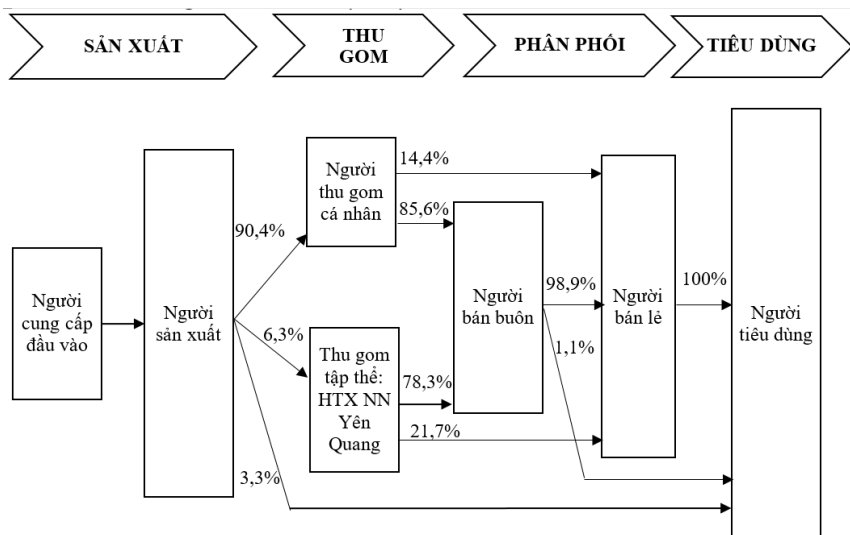 SẢN XUẤT
THU
GOM
PHÂN PHỐI
TIÊU DÙNG
Người
cung cấp
đầu vào
Người
sản xuất
90,4%
6,3%
3,3%
Người
thu gom
cá nhân
14,4%
85,6%
Thu gom
tập thể:
HTX NN
Yên
Quang
78,3%
21,7%
Người
bán buôn
98,9%
1,1%
Người
bán lẻ
100%
Người
tiêu dùng